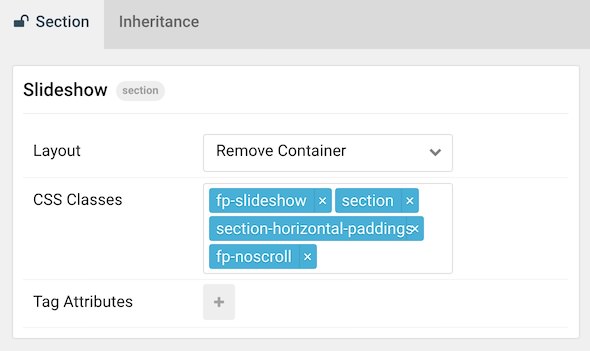 Section Inheritance
Slideshow section
Layout Remove Container
CSS Classes fp-slideshow × section ×
section-horizontal-paddings ×
fp-noscroll ×
Tag Attributes +